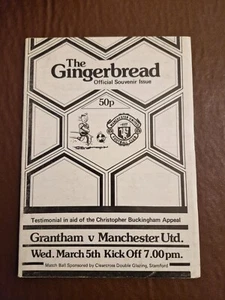 The
Gingerbread
Official Souvenir Issue
50p
Testimonial in aid of the Christopher Buckingham Appeal
Grantham v Manchester Utd.
Wed. March 5th Kick Off 7.00 pm.
Match Ball Sponsored by Clearcross Double Glazing, Stamford